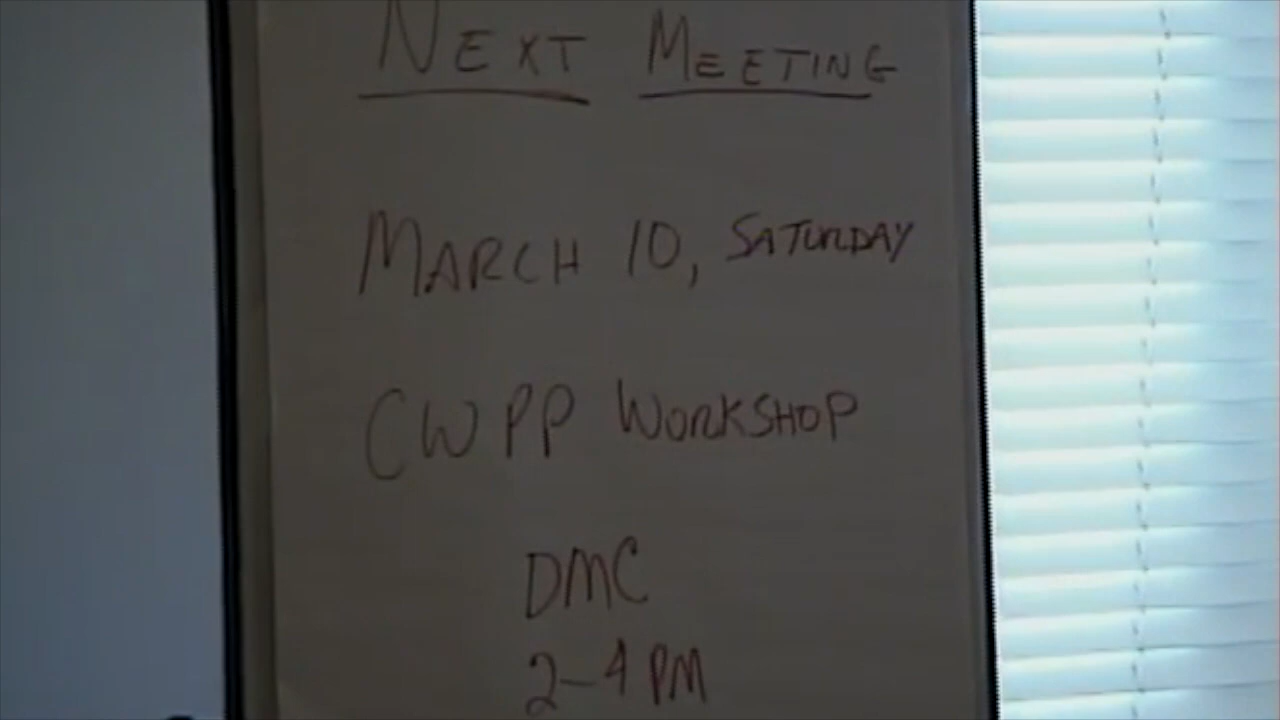 NEXT MEETING
MARCH 10, SATURDAY
CWPP WORKSHOP
DMC
2-4 PM